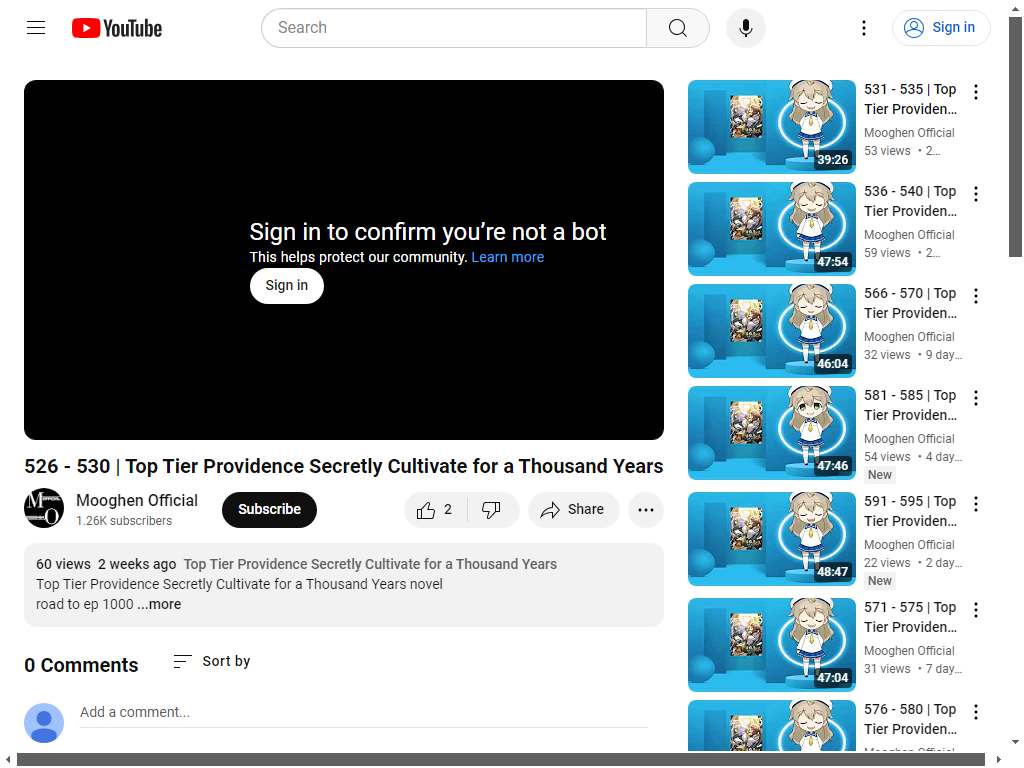 YouTube
Search
Sign in
Sign in to confirm you’re not a bot
This helps protect our community. Learn more
Sign in
526 - 530 | Top Tier Providence Secretly Cultivate for a Thousand Years
Mooghen Official
1.26K subscribers
Subscribe
2
Share
60 views 2 weeks ago Top Tier Providence Secretly Cultivate for a Thousand Years
Top Tier Providence Secretly Cultivate for a Thousand Years novel
road to ep 1000 ...more
0 Comments
Sort by
Add a comment...
39:26
531 - 535 | Top
Tier Providen...
Mooghen Official
53 views • 2...
47:54
536 - 540 | Top
Tier Providen...
Mooghen Official
59 views • 2...
46:04
566 - 570 | Top
Tier Providen...
Mooghen Official
32 views • 9 day...
47:46
581 - 585 | Top
Tier Providen...
Mooghen Official
54 views • 4 day...
New
48:47
591 - 595 | Top
Tier Providen...
Mooghen Official
22 views • 2 day...
New
47:04
571 - 575 | Top
Tier Providen...
Mooghen Official
31 views • 7 day...
576 - 580 | Top
Tier Providen...
Mooghen Official